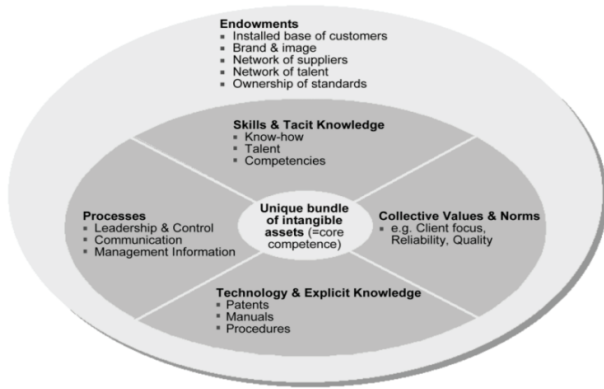 Endowments
▪ Installed base of customers
▪ Brand & image
▪ Network of suppliers
▪ Network of talent
▪ Ownership of standards
Skills & Tacit Knowledge
▪ Know-how
▪ Talent
▪ Competencies
Processes
▪ Leadership & Control
▪ Communication
▪ Management Information
Unique bundle
of intangible
assets (=core
competence)
Collective Values & Norms
▪ e.g. Client focus,
Reliability, Quality
Technology & Explicit Knowledge
▪ Patents
▪ Manuals
▪ Procedures